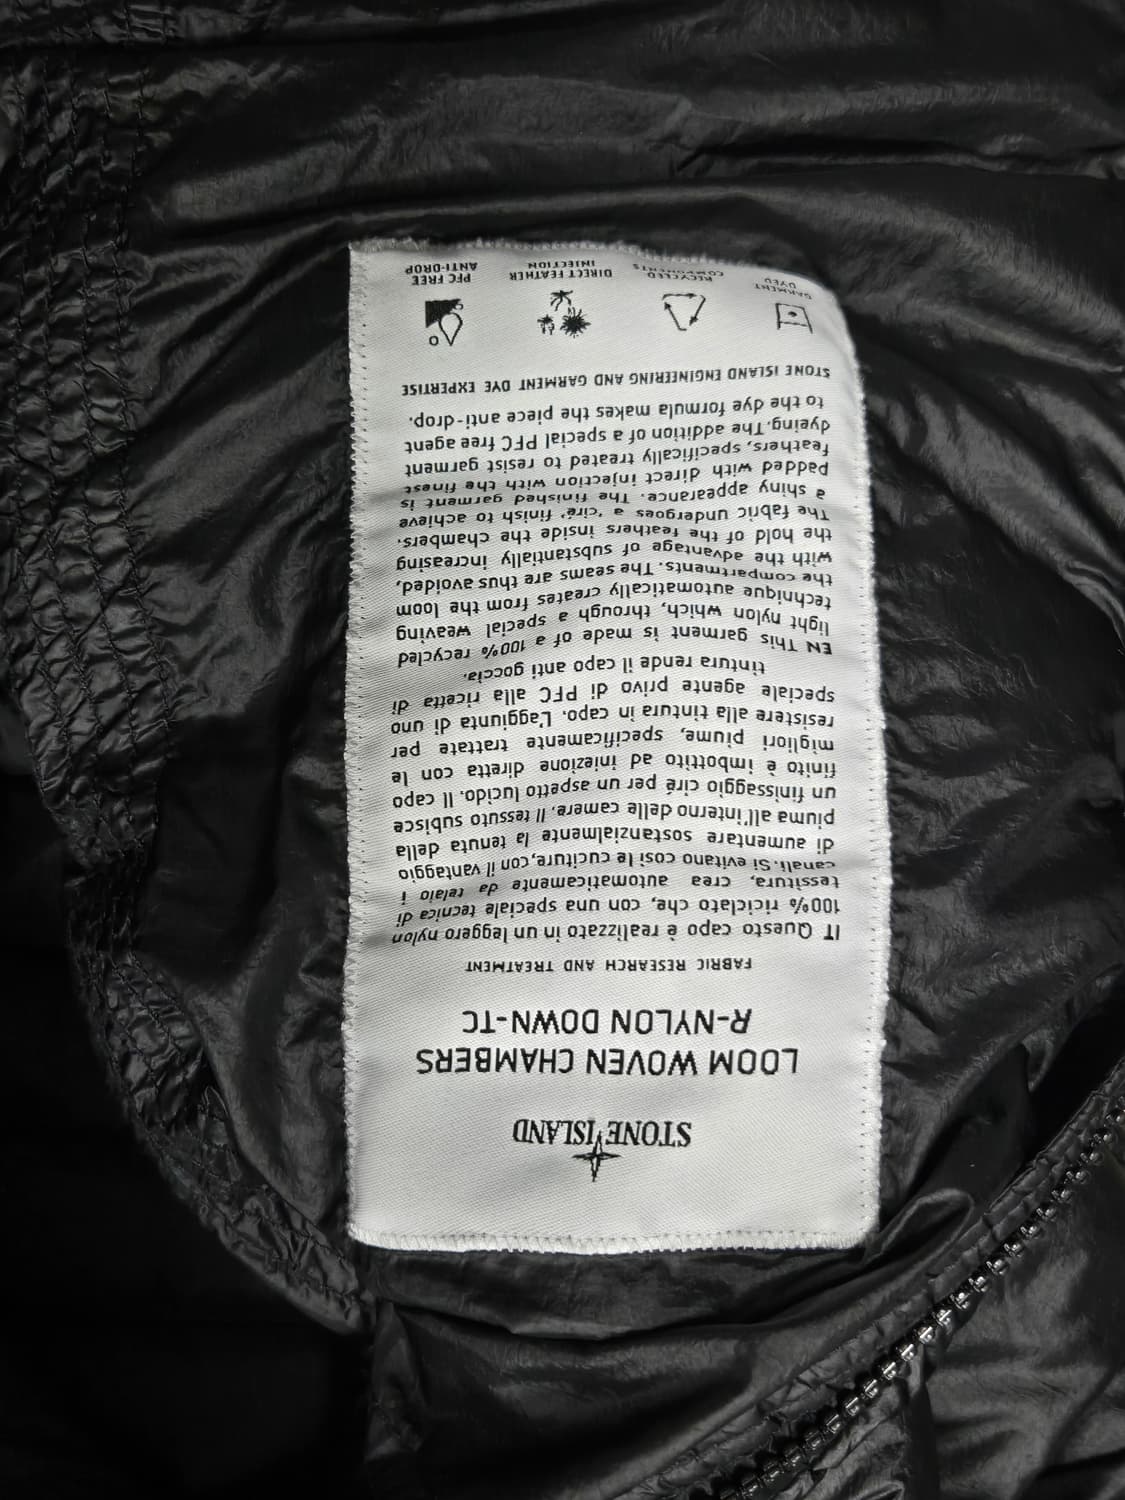 STONE ISLAND
LOOM WOVEN CHAMBERS
R-NYLON DOWN-TC
FABRIC RESEARCH AND TREATMENT
IT Questo capo è realizzato in un leggero nylon
100% riciclato che, con una speciale tecnica di
tessitura, crea automaticamente da telaio i
canali. Si evitano così le cuciture, con il vantaggio
di aumentare sostanzialmente la tenuta della
piuma all'interno delle camere. Il tessuto subisce
un finissaggio ciré per un aspetto lucido. Il capo
finito è imbottito ad iniezione diretta con le
migliori piume, specificamente trattate per
resistere alla tintura in capo. L'aggiunta di uno
speciale agente privo di PFC alla ricetta di
tintura rende il capo anti goccia.
EN This garment is made of a 100% recycled
light nylon which, through a special weaving
technique automatically creates from the loom
the compartments. The seams are thus avoided,
with the advantage of substantially increasing
the hold of the feathers inside the chambers.
The fabric undergoes a 'ciré' finish to achieve
a shiny appearance. The finished garment is
padded with direct injection with the finest
feathers, specifically treated to resist garment
dyeing. The addition of a special PFC free agent
to the dye formula makes the piece anti-drop.
STONE ISLAND ENGINEERING AND GARMENT DYE EXPERTISE
GARMENT
DYED
RECYCLED
COMPONENTS
DIRECT FEATHER
INJECTION
PFC FREE
ANTI-DROP